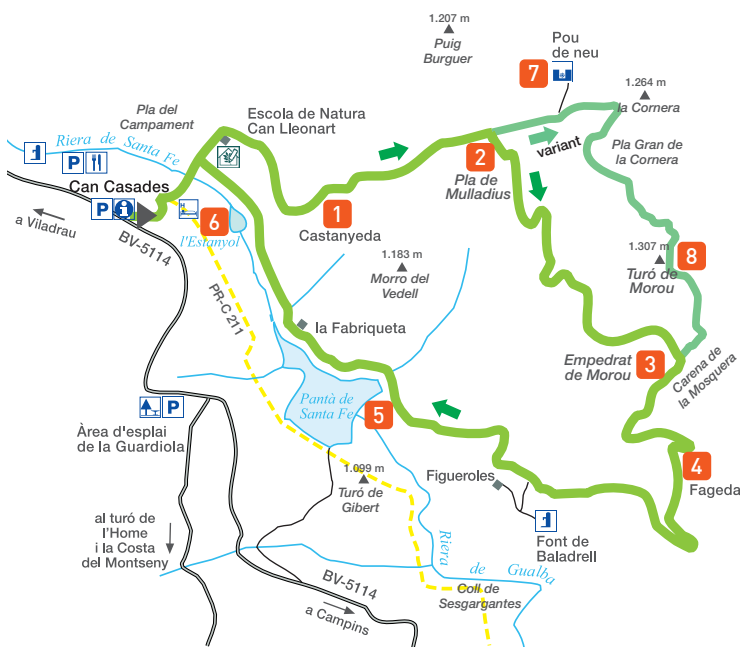 1.207 m
Puig
Burguer
Pou
de neu
7
1.264 m
la Cornera
Pla del
Campament
Escola de Natura
Can Lleonart
Riera de Santa Fe
P
Can Casades
P
i
a Viladrau
BV-5114
6
l'Estanyol
1
Castanyeda
2
Pla de
Mulladius
variant
Pla Gran de
la Cornera
1.183 m
Morro del
Vedell
1.307 m
Turó de
Morou
8
PR-C 211
la Fabriqueta
Empedrat
de Morou
3
Carena de
la Mosquera
Pantà de
Santa Fe
5
P
Àrea d'esplai
de la Guardiola
1.099 m
Turó de
Gibert
Figueroles
4
Fageda
Font de
Baladrell
al turó de
l'Home
i la Costa
del Montseny
Riera
de Gualba
BV-5114
a Campins
Coll de
Sesgargantes